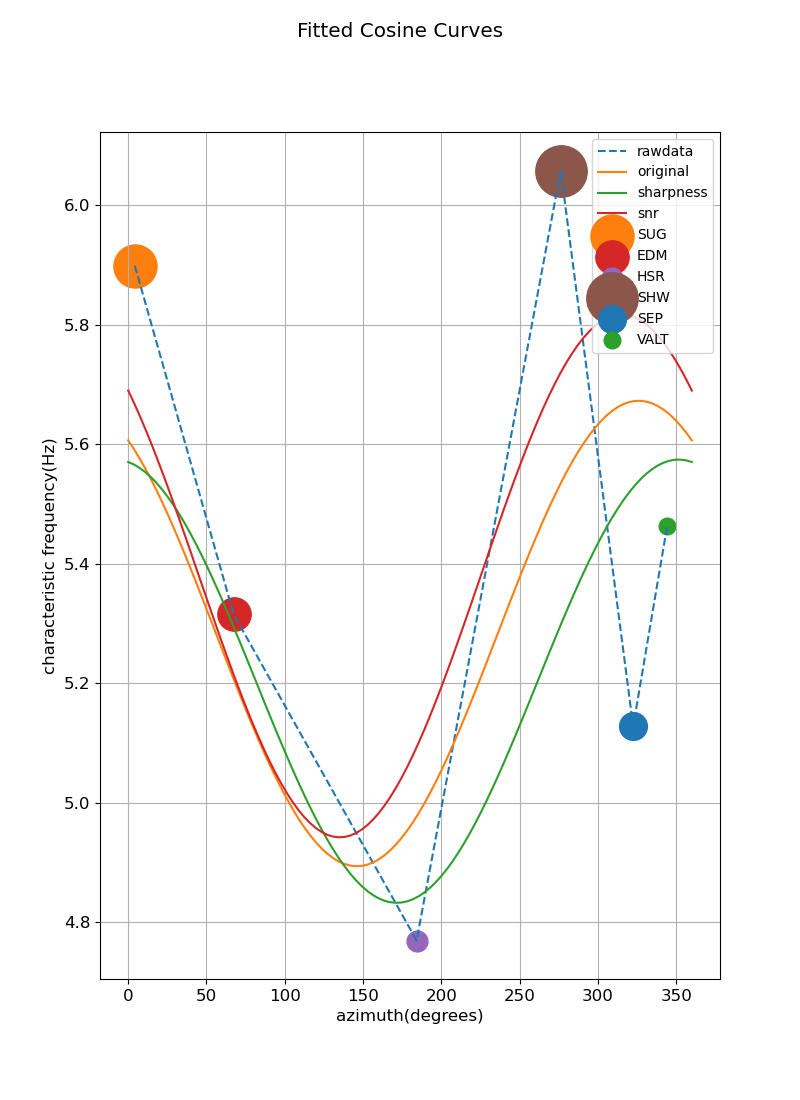 Fitted Cosine Curves
rawdata
original
sharpness
snr
SUG
EDM
HSR
SHW
SEP
VALT
characteristic frequency(Hz)
6.0
5.8
5.6
5.4
5.2
5.0
4.8
0 50 100 150 200 250 300 350
azimuth(degrees)